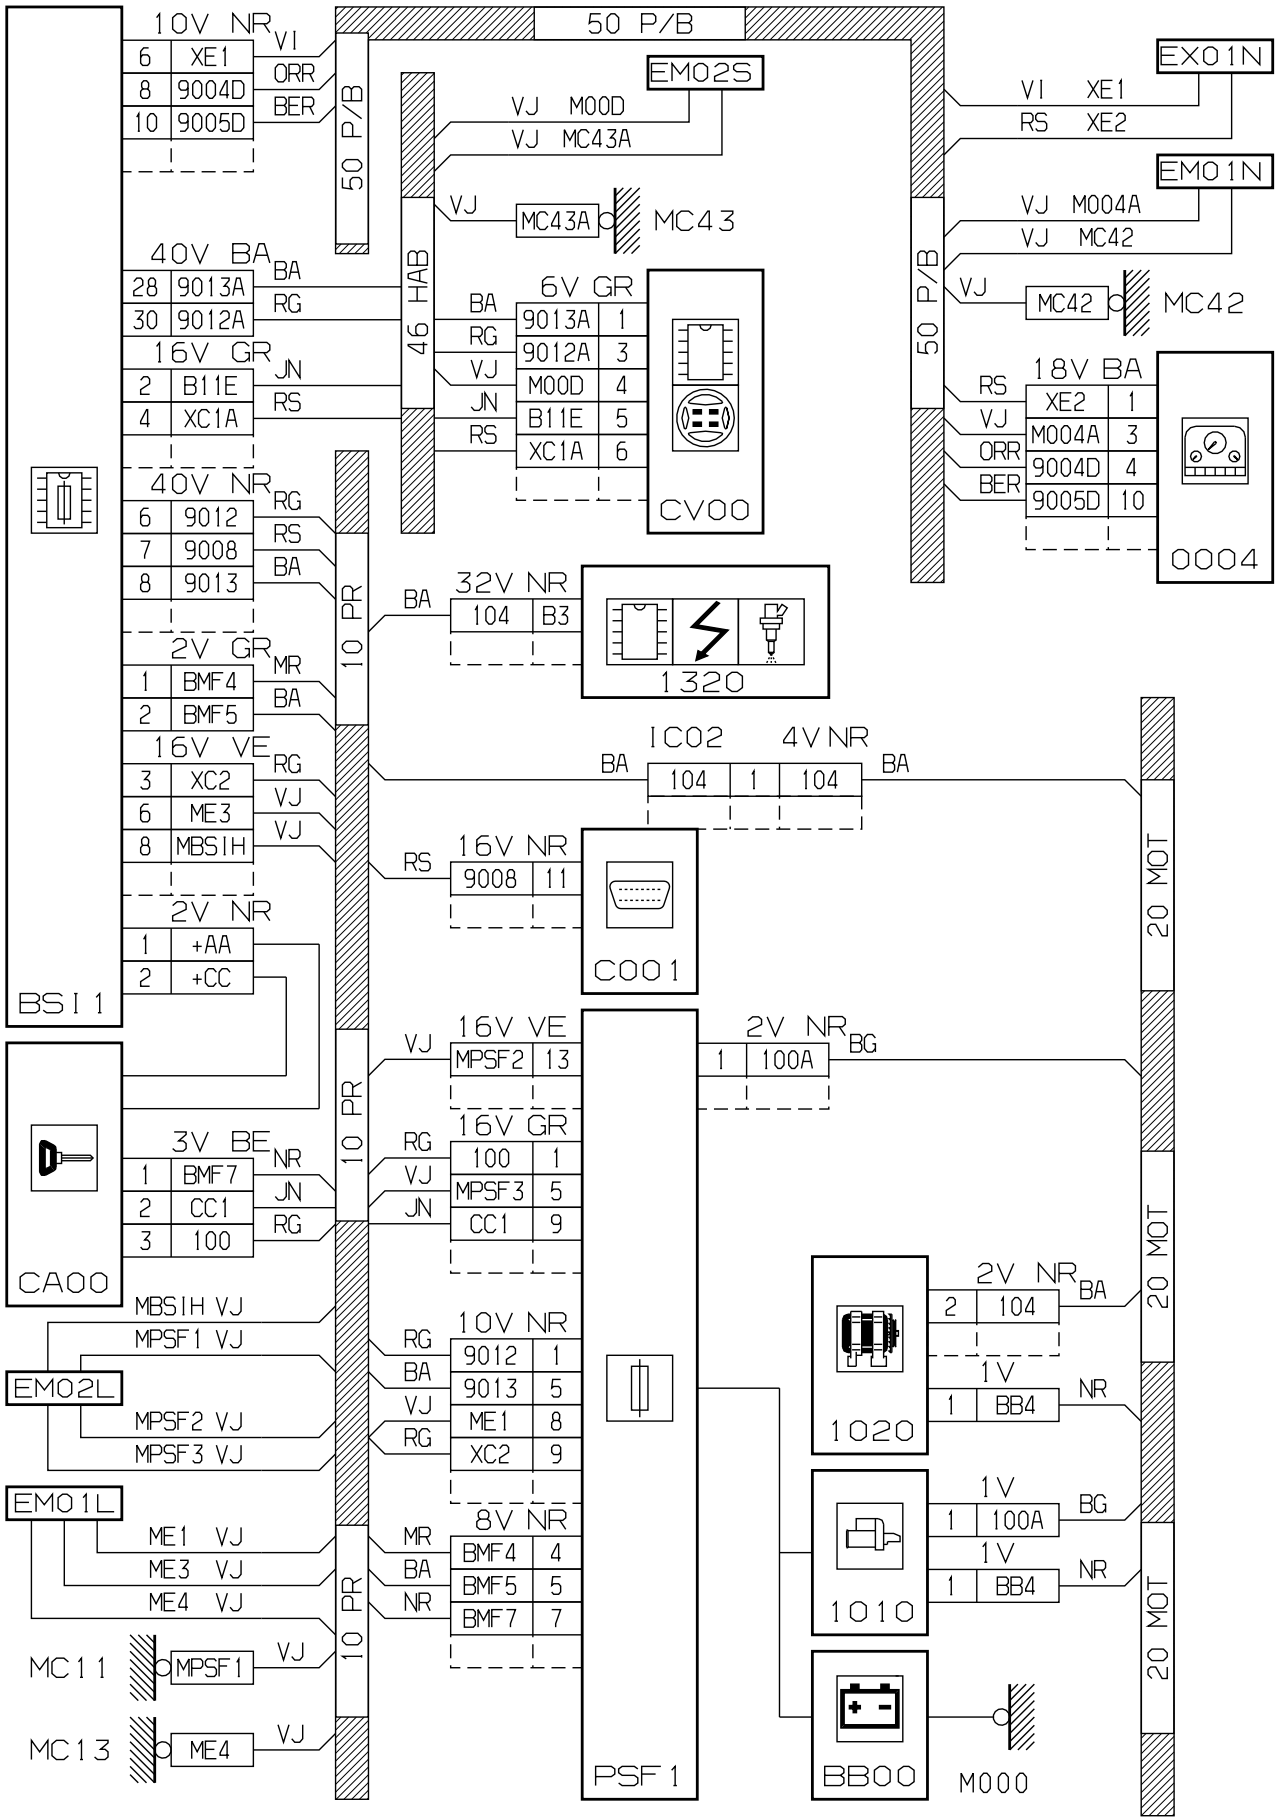 50 P/B
10V NR
6 XE1 VI
8 9004D ORR
10 9005D BER
50 P/B
EM02S
VJ M00D
VJ MC43A
VJ MC43A MC43
46 HAB
EX01N
VI XE1
RS XE2
EM01N
VJ M004A
VJ MC42
VJ MC42 MC42
50 P/B
40V BA
28 9013A BA
30 9012A RG
16V GR
2 B11E JN
4 XC1A RS
6V GR
BA 9013A 1
RG 9012A 3
VJ M00D 4
JN B11E 5
RS XC1A 6
CV00
18V BA
RS XE2 1
VJ M004A 3
ORR 9004D 4
BER 9005D 10
0004
40V NR
6 9012 RG
7 9008 RS
8 9013 BA
10 PR
32V NR
BA 104 B3
1320
2V GR
1 BMF4 MR
2 BMF5 BA
16V VE
3 XC2 RG
6 ME3 VJ
8 MBSIH VJ
IC02 4V NR
BA 104 1 104 BA
16V NR
RS 9008 11
C001
20 MOT
2V NR
1 +AA
2 +CC
BSI1
10 PR
16V VE
VJ MPSF2 13
2V NR
1 100A BG
16V GR
RG 100 1
VJ MPSF3 5
JN CC1 9
3V BE
1 BMF7 NR
2 CC1 JN
3 100 RG
CA00
20 MOT
MBSIH VJ
MPSF1 VJ
EM02L
MPSF2 VJ
MPSF3 VJ
10V NR
RG 9012 1
BA 9013 5
VJ ME1 8
RG XC2 9
2V NR
2 104 BA
1V
1 BB4 NR
1020
EM01L
ME1 VJ
ME3 VJ
ME4 VJ
10 PR
8V NR
MR BMF4 4
BA BMF5 5
NR BMF7 7
1V
1 100A BG
1V
1 BB4 NR
1010
20 MOT
MC11 MPSF1 VJ
MC13 ME4 VJ
PSF1
+ -
BB00
M000